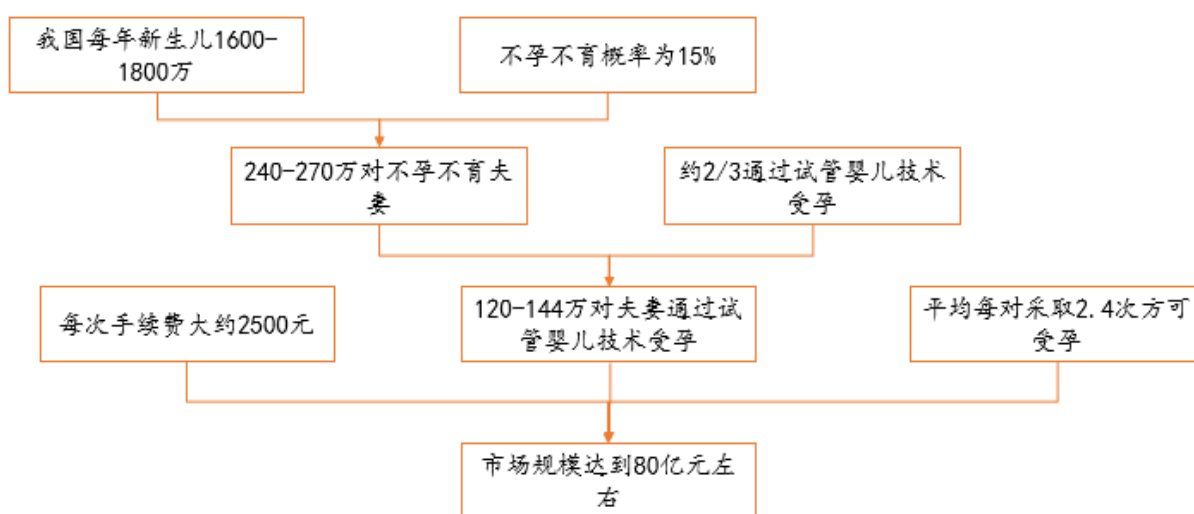 我国每年新生儿1600-
1800万
不孕不育概率为15%
240-270万对不孕不育夫
妻
约2/3通过试管婴儿技术
受孕
每次手续费大约2500元
120-144万对夫妻通过试
管婴儿技术受孕
平均每对采取2.4次方可
受孕
市场规模达到80亿元左
右